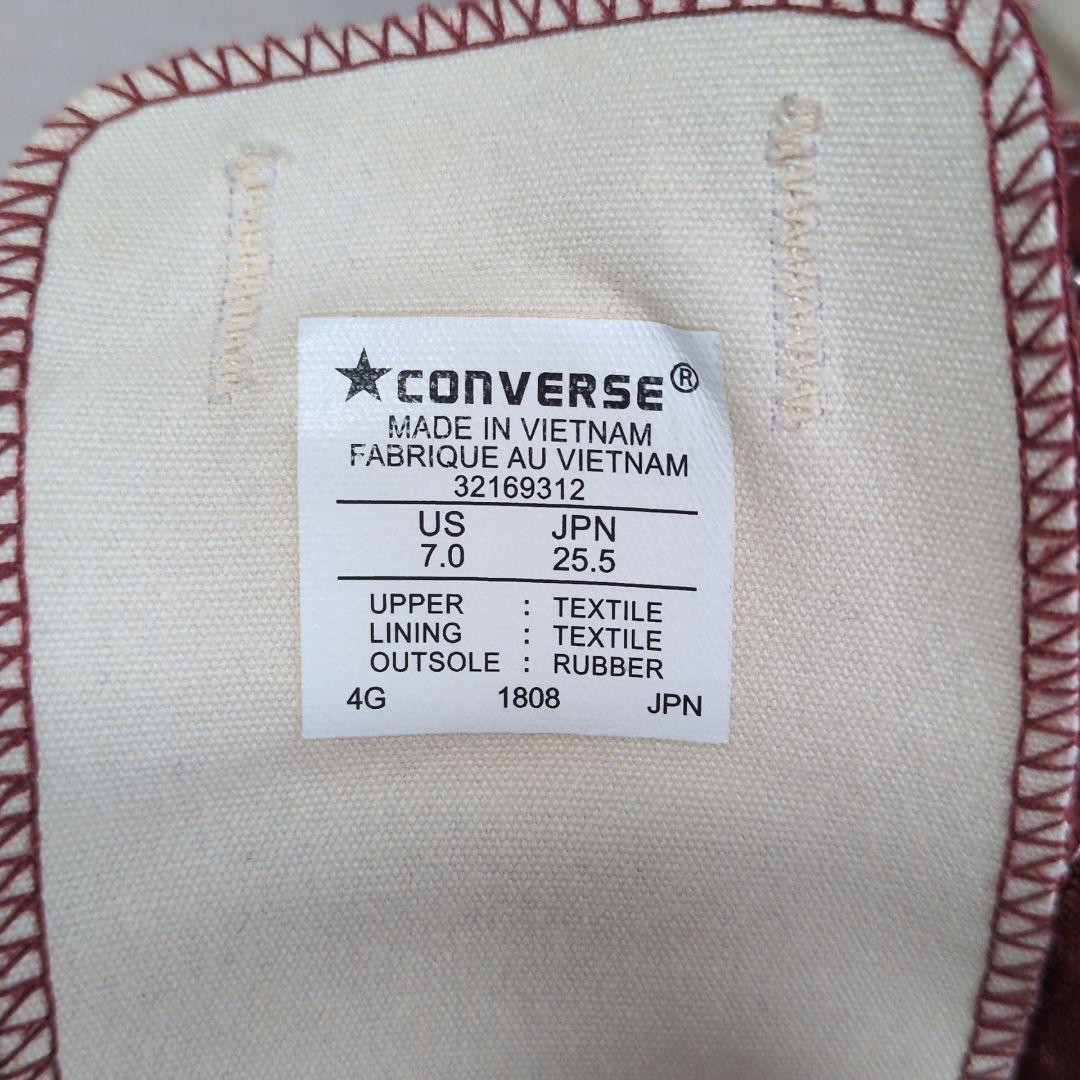 ★CONVERSE®
MADE IN VIETNAM
FABRIQUE AU VIETNAM
32169312
US JPN
7.0 25.5
UPPER : TEXTILE
LINING : TEXTILE
OUTSOLE : RUBBER
4G 1808 JPN